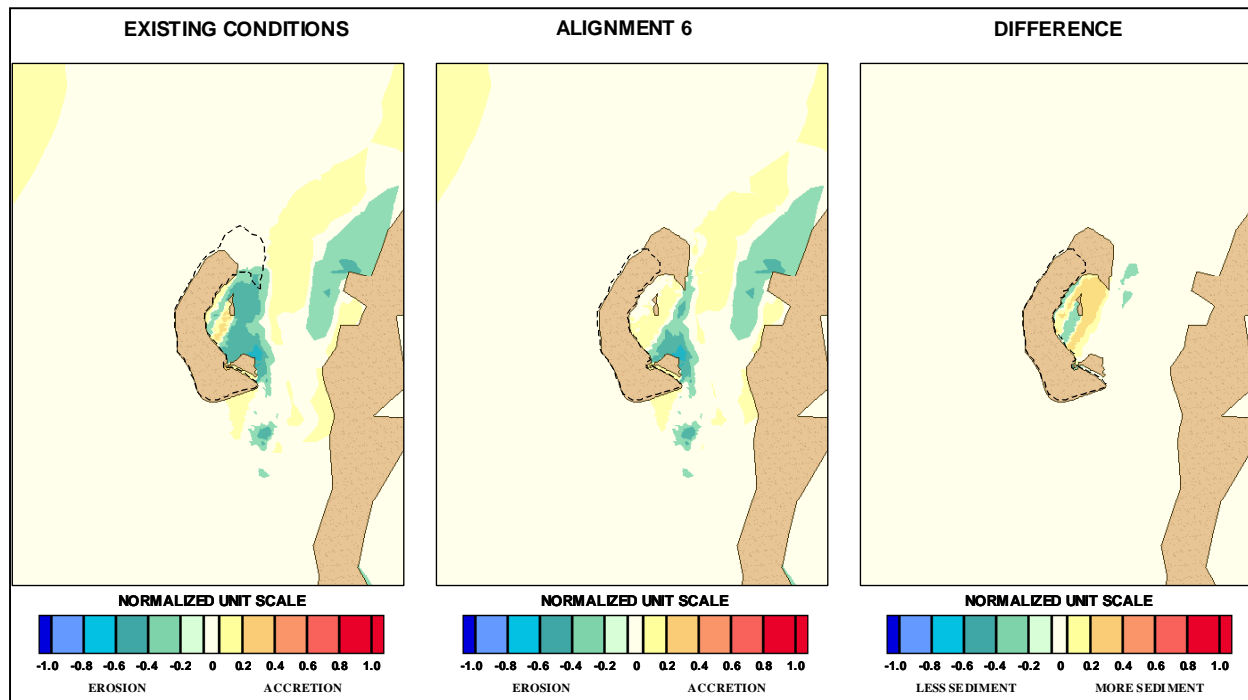 EXISTING CONDITIONS
ALIGNMENT 6
DIFFERENCE
NORMALIZED UNIT SCALE
-1.0 -0.8 -0.6 -0.4 -0.2 0 0.2 0.4 0.6 0.8 1.0
EROSION ACCRETION
NORMALIZED UNIT SCALE
-1.0 -0.8 -0.6 -0.4 -0.2 0 0.2 0.4 0.6 0.8 1.0
EROSION ACCRETION
NORMALIZED UNIT SCALE
-1.0 -0.8 -0.6 -0.4 -0.2 0 0.2 0.4 0.6 0.8 1.0
LESS SEDIMENT MORE SEDIMENT